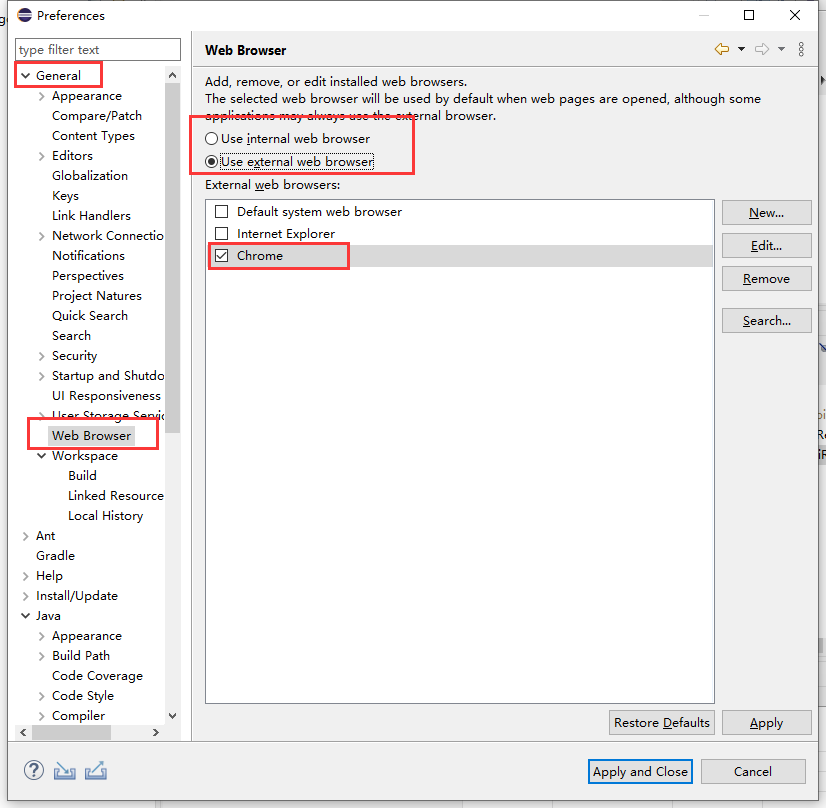 Preferences
type filter text
General
Appearance
Compare/Patch
Content Types
Editors
Globalization
Keys
Link Handlers
Network Connectio
Notifications
Perspectives
Project Natures
Quick Search
Search
Security
Startup and Shutdo
UI Responsiveness
User Storage Servic
Web Browser
Workspace
Build
Linked Resource
Local History
Ant
Gradle
Help
Install/Update
Java
Appearance
Build Path
Code Coverage
Code Style
Compiler
Web Browser
Add, remove, or edit installed web browsers.
The selected web browser will be used by default when web pages are opened, although some
applications may always use the external browser.
Use internal web browser
Use external web browser
External web browsers:
Default system web browser
Internet Explorer
Chrome
New...
Edit...
Remove
Search...
Restore Defaults
Apply
Apply and Close
Cancel